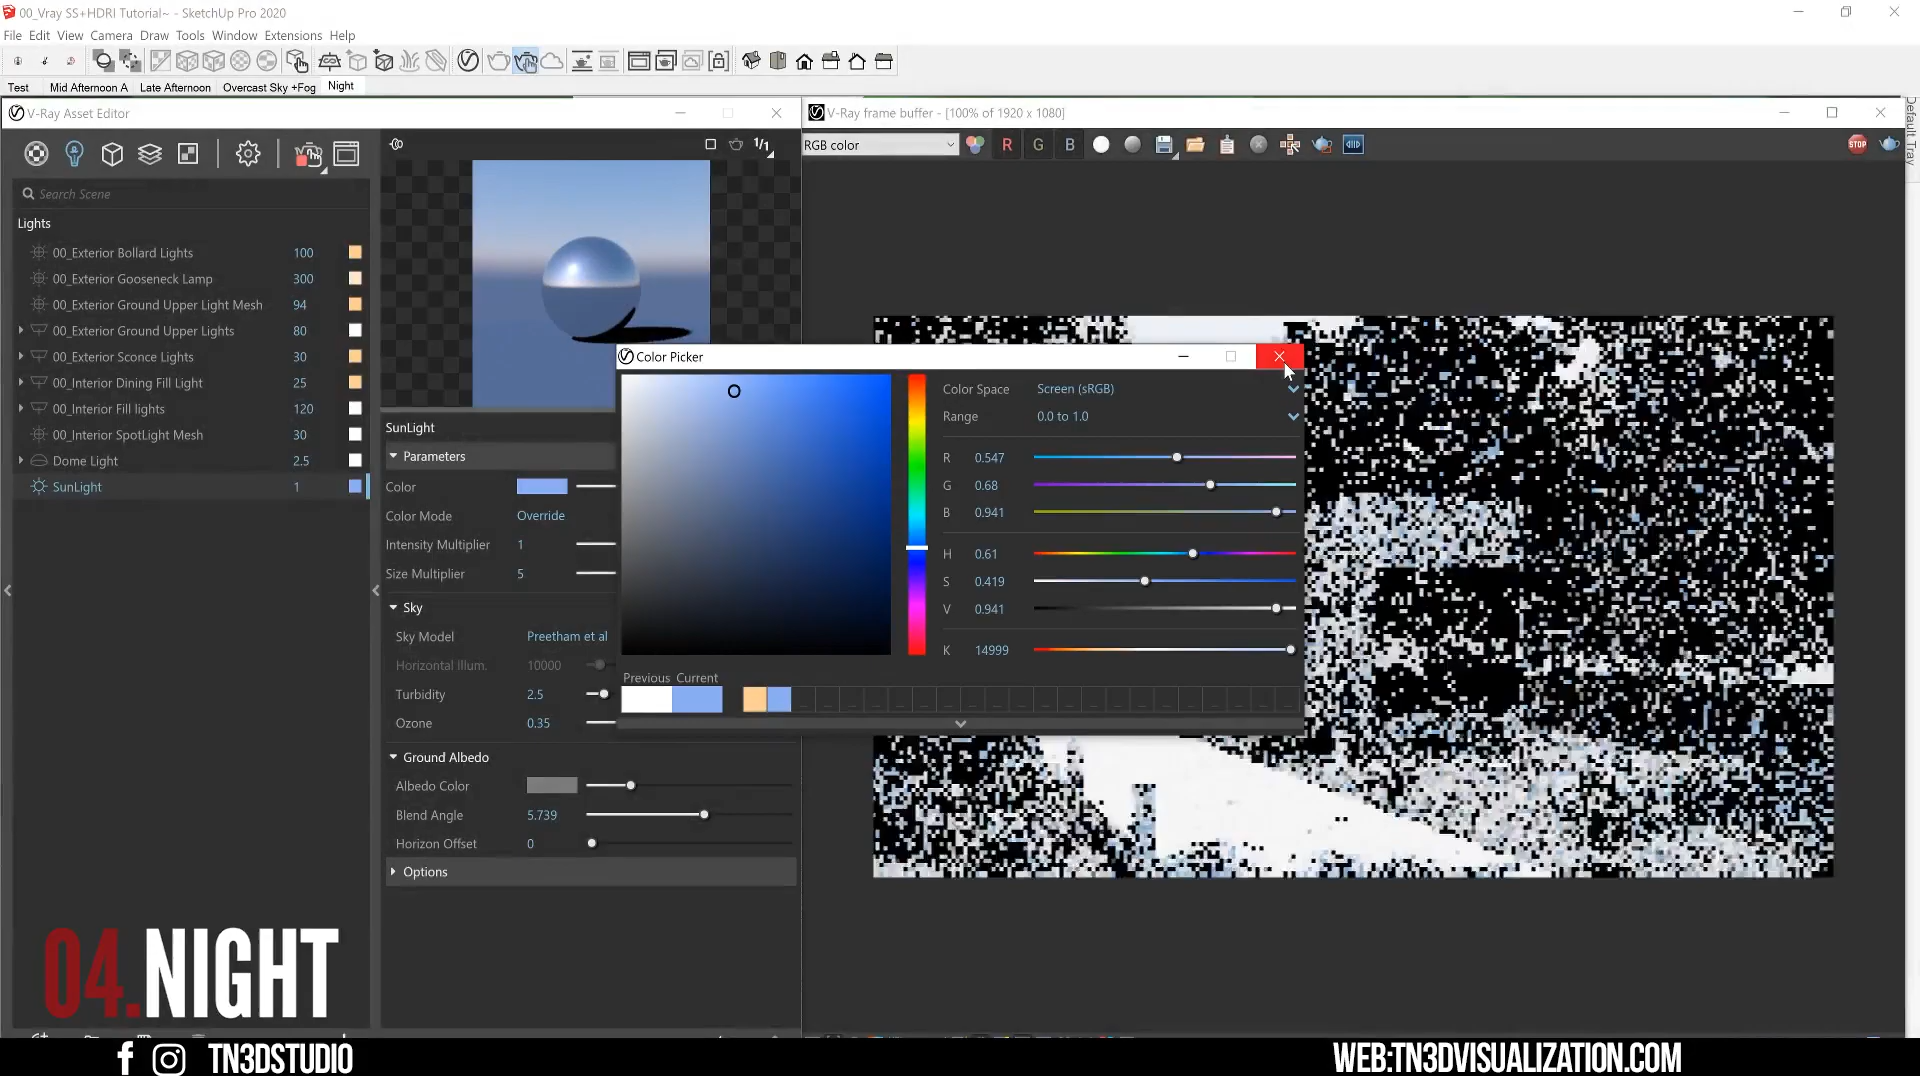 00_Vray SS+HDRI Tutorial~ - SketchUp Pro 2020
File Edit View Camera Draw Tools Window Extensions Help
Test Mid Afternoon A Late Afternoon Overcast Sky +Fog Night
V-Ray Asset Editor
V-Ray frame buffer - [100% of 1920 x 1080]
Default Tray
1/1
RGB color
R G B
STOP
Search Scene
Lights
00_Exterior Bollard Lights 100
00_Exterior Gooseneck Lamp 300
00_Exterior Ground Upper Light Mesh 94
00_Exterior Ground Upper Lights 80
00_Exterior Sconce Lights 30
00_Interior Dining Fill Light 25
00_Interior Fill lights 120
00_Interior SpotLight Mesh 30
Dome Light 2.5
SunLight 1
SunLight
Parameters
Color
Color Mode Override
Intensity Multiplier 1
Size Multiplier 5
Sky
Sky Model Preetham et al
Horizontal Illum. 10000
Turbidity 2.5
Ozone 0.35
Ground Albedo
Albedo Color
Blend Angle 5.739
Horizon Offset 0
Options
Color Picker
Color Space Screen (sRGB)
Range 0.0 to 1.0
R 0.547
G 0.68
B 0.941
H 0.61
S 0.419
V 0.941
K 14999
Previous Current
04.NIGHT
TN3DSTUDIO
WEB:TN3DVISUALIZATION.COM